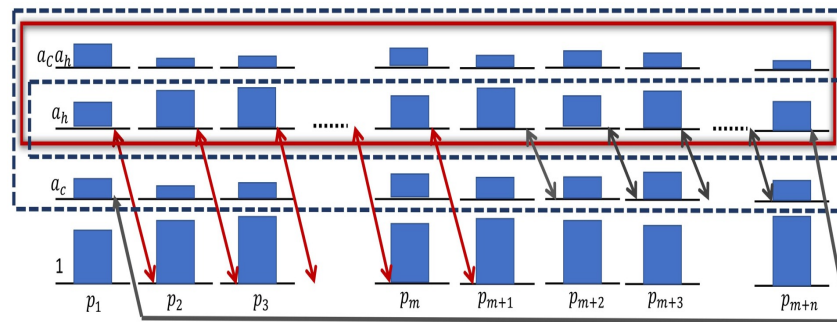 a_C a_h
a_h
a_c
1
p_1 p_2 p_3 p_m p_{m+1} p_{m+2} p_{m+3} p_{m+n}